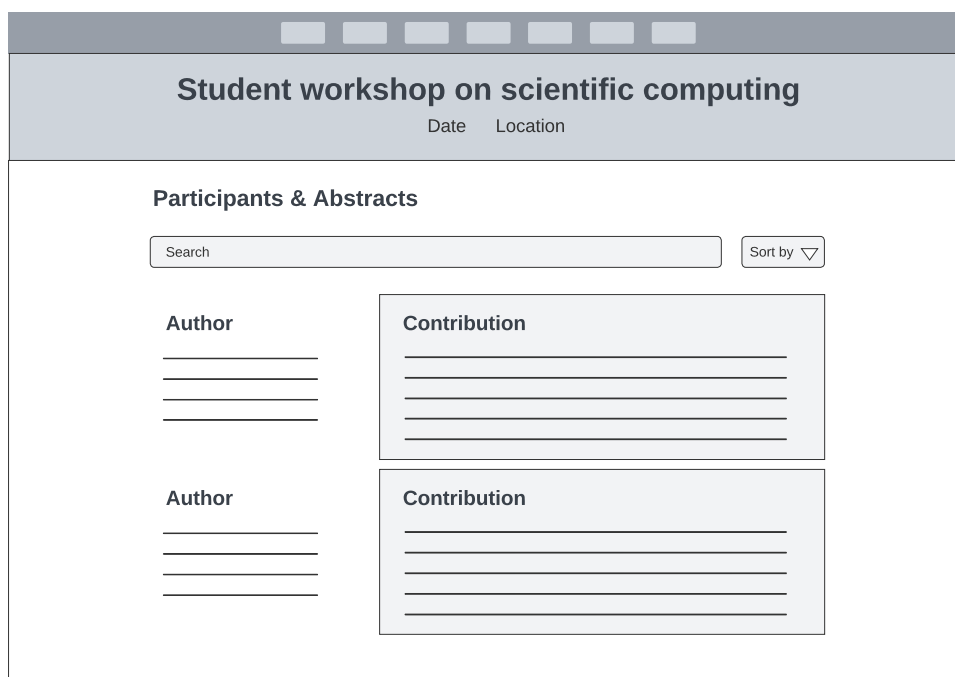 Student workshop on scientific computing
Date Location
Participants & Abstracts
Search Sort by
Author Contribution
Author Contribution